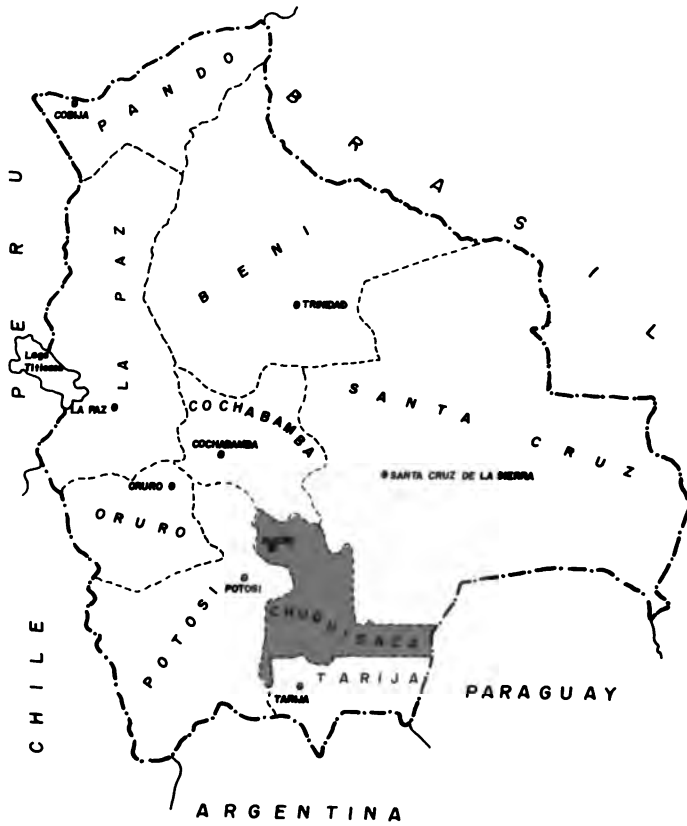 PANDO
COBIJA
BRASIL
PERU
LA PAZ
BENI
TRINIDAD
Lago
Titicaca
LA PAZ
COCHABAMBA
COCHABAMBA
SANTA CRUZ
SANTA CRUZ DE LA SIERRA
ORURO
ORURO
POTOSI
POTOSI
CHUQUISACA
TARIJA
TARIJA
CHILE
PARAGUAY
ARGENTINA